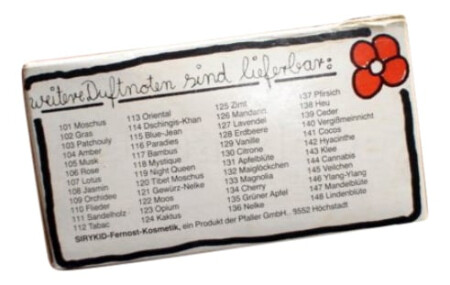 weitere Duftnoten sind lieferbar:
101 Moschus
102 Gras
103 Patchouly
104 Amber
105 Musk
106 Rose
107 Lotus
108 Jasmin
109 Orchidee
110 Flieder
111 Sandelholz
112 Tabac
113 Oriental
114 Dschingis-Khan
115 Blue-Jean
116 Paradies
117 Bambus
118 Mystique
119 Night Queen
120 Tibet Moschus
121 Gewürz-Nelke
122 Moos
123 Opium
124 Kaktus
125 Zimt
126 Mandarin
127 Lavendel
128 Erdbeere
129 Vanille
130 Citrone
131 Apfelblüte
132 Maiglöckchen
133 Magnolia
134 Cherry
135 Grüner Apfel
136 Nelke
137 Pfirsich
138 Heu
139 Ceder
140 Vergißmeinnicht
141 Cocos
142 Hyacinthe
143 Klee
144 Cannabis
145 Veilchen
146 Ylang-Ylang
147 Mandelblüte
148 Lindenblüte
SIRYKID-Fernost-Kosmetik, ein Produkt der Pfaller GmbH. 8552 Höchstadt